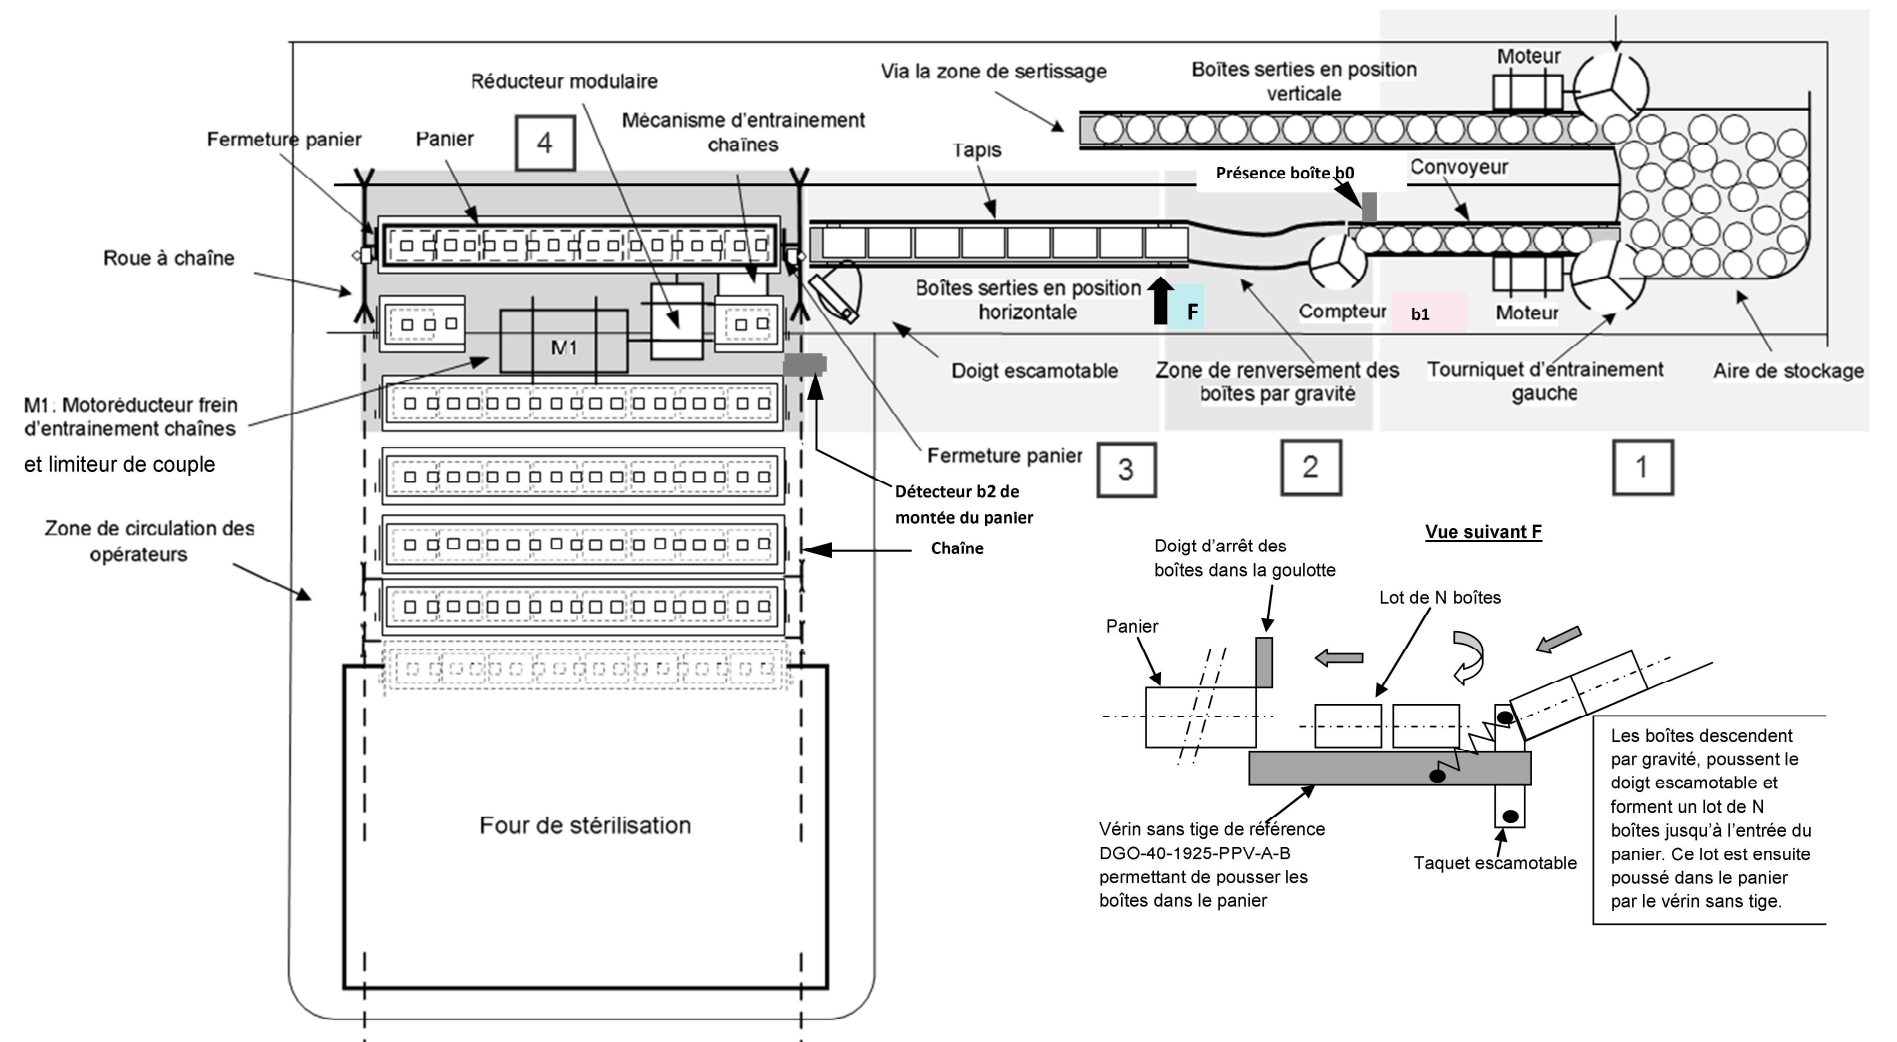 Réducteur modulaire
Via la zone de sertissage
Boîtes serties en position
verticale
Moteur
Fermeture panier
Panier
4
Mécanisme d'entrainement
chaînes
Tapis
Présence boîte b0
Convoyeur
Roue à chaîne
Boîtes serties en position
horizontale
F
Compteur
b1
Moteur
M1
Doigt escamotable
Zone de renversement des
boîtes par gravité
Tourniquet d'entrainement
gauche
Aire de stockage
M1: Motoréducteur frein
d'entrainement chaînes
et limiteur de couple
Fermeture panier
3
2
1
Détecteur b2 de
montée du panier
Chaîne
Zone de circulation des
opérateurs
Vue suivant F
Doigt d'arrêt des
boîtes dans la goulotte
Lot de N boîtes
Panier
Four de stérilisation
Vérin sans tige de référence
DGO-40-1925-PPV-A-B
permettant de pousser les
boîtes dans le panier
Taquet escamotable
Les boîtes descendent
par gravité, poussent le
doigt escamotable et
forment un lot de N
boîtes jusqu'à l'entrée du
panier. Ce lot est ensuite
poussé dans le panier
par le vérin sans tige.